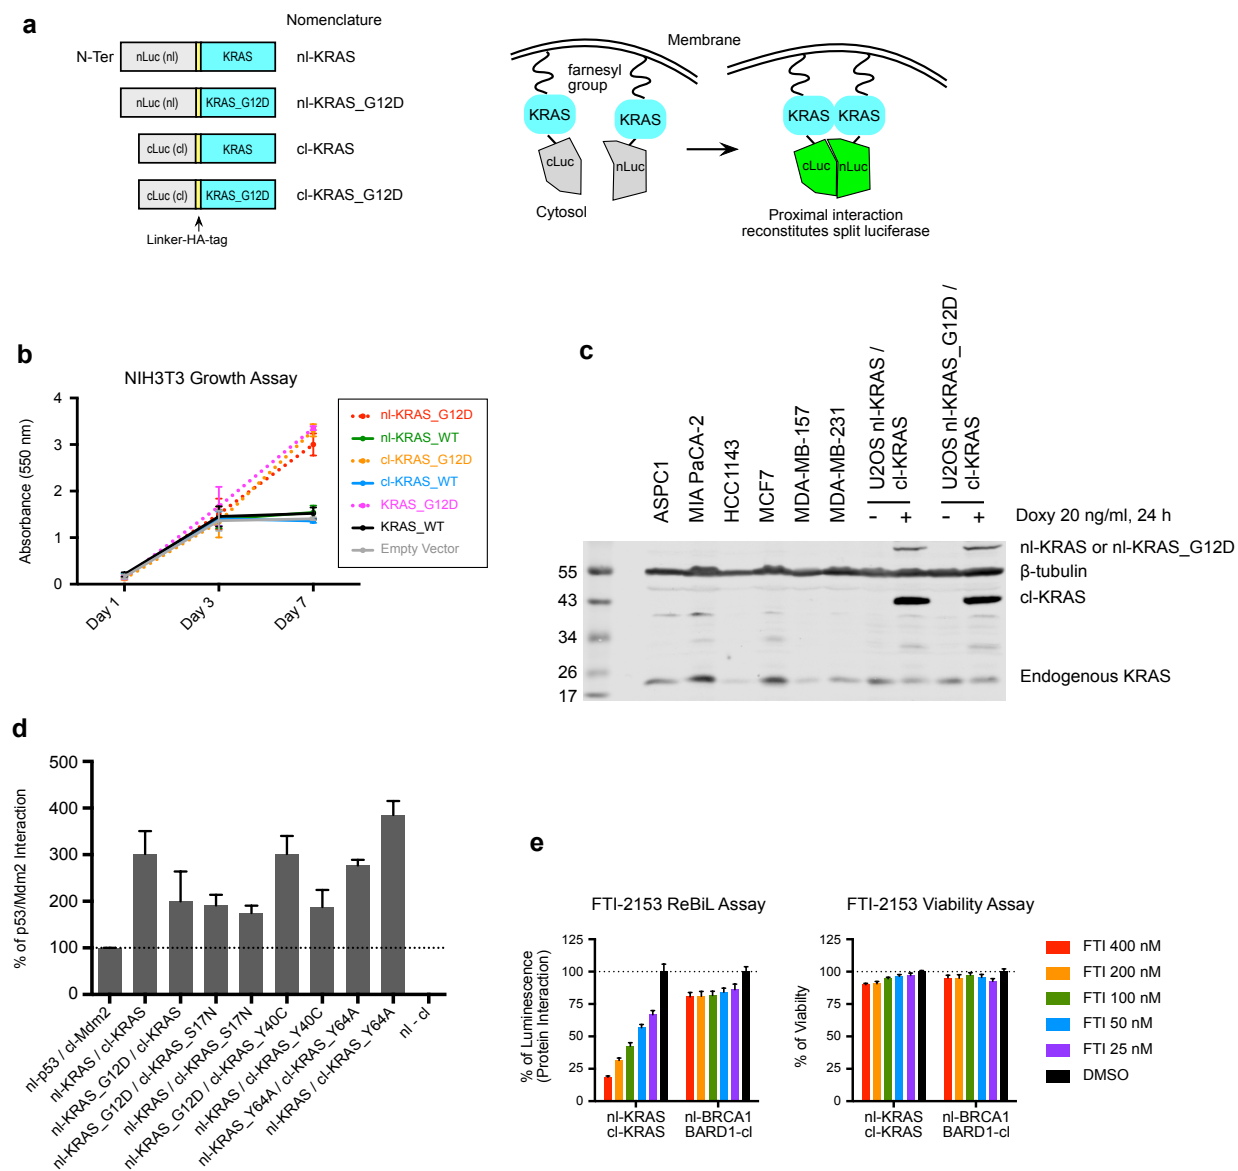 a
Nomenclature
N-Ter
nLuc (nl)
KRAS
nl-KRAS
nLuc (nl)
KRAS_G12D
nl-KRAS_G12D
cLuc (cl)
KRAS
cl-KRAS
cLuc (cl)
KRAS_G12D
cl-KRAS_G12D
Linker-HA-tag
Membrane
farnesyl
group
KRAS
KRAS
cLuc
nLuc
Cytosol
KRAS
KRAS
cLuc
nLuc
Proximal interaction
reconstitutes split luciferase
b
NIH3T3 Growth Assay
Absorbance (550 nm)
4
3
2
1
0
Day 1
Day 3
Day 7
nl-KRAS_G12D
nl-KRAS_WT
cl-KRAS_G12D
cl-KRAS_WT
KRAS_G12D
KRAS_WT
Empty Vector
c
ASPC1
MIA PaCA-2
HCC1143
MCF7
MDA-MB-157
MDA-MB-231
U2OS nl-KRAS /
cl-KRAS
U2OS nl-KRAS_G12D /
cl-KRAS
- + - +
Doxy 20 ng/ml, 24 h
nl-KRAS or nl-KRAS_G12D
β-tubulin
cl-KRAS
Endogenous KRAS
55
43
34
26
17
d
% of p53/Mdm2 Interaction
500
400
300
200
100
0
nl-p53 / cl-Mdm2
nl-KRAS / cl-KRAS
nl-KRAS_G12D / cl-KRAS
nl-KRAS_G12D / cl-KRAS_S17N
nl-KRAS / cl-KRAS_S17N
nl-KRAS_G12D / cl-KRAS_Y40C
nl-KRAS / cl-KRAS_Y40C
nl-KRAS_Y64A / cl-KRAS_Y64A
nl-KRAS / cl-KRAS_Y64A
nl - cl
e
FTI-2153 ReBiL Assay
% of Luminescence
(Protein Interaction)
125
100
75
50
25
0
nl-KRAS
cl-KRAS
nl-BRCA1
BARD1-cl
FTI-2153 Viability Assay
% of Viability
125
100
75
50
25
0
nl-KRAS
cl-KRAS
nl-BRCA1
BARD1-cl
FTI 400 nM
FTI 200 nM
FTI 100 nM
FTI 50 nM
FTI 25 nM
DMSO